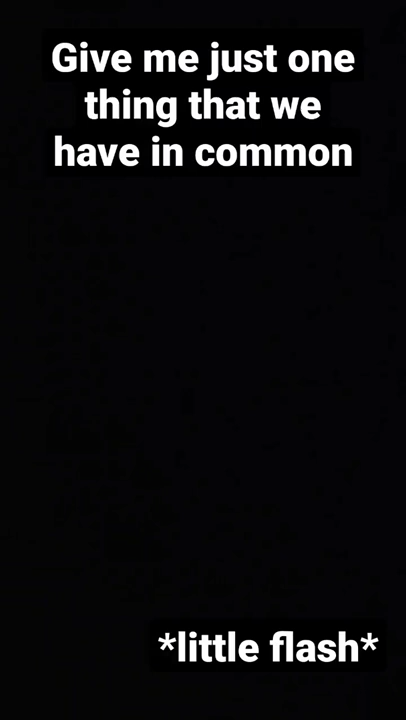 Give me just one
thing that we
have in common
*little flash*